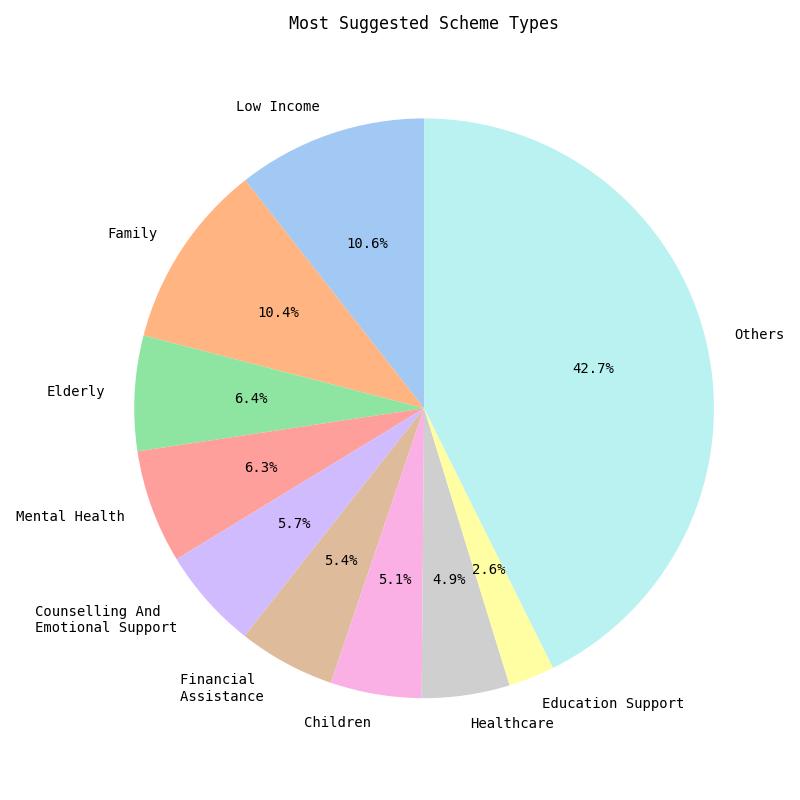 Most Suggested Scheme Types
Low Income
10.6%
Family
10.4%
Elderly
6.4%
Mental Health
6.3%
Counselling And
Emotional Support
5.7%
Financial
Assistance
5.4%
Children
5.1%
Healthcare
4.9%
Education Support
2.6%
Others
42.7%